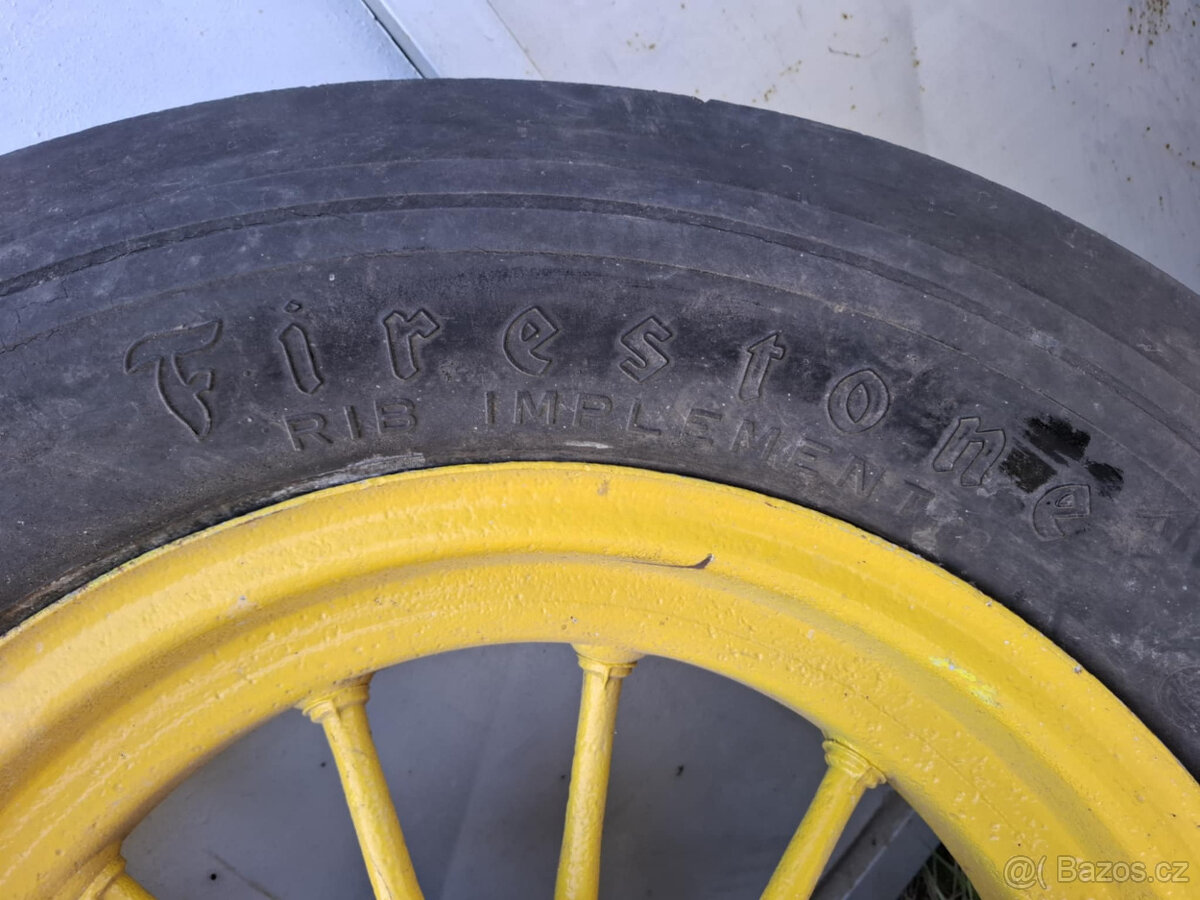 Firestone
RIB IMPLEMENT
@( Bazos.cz